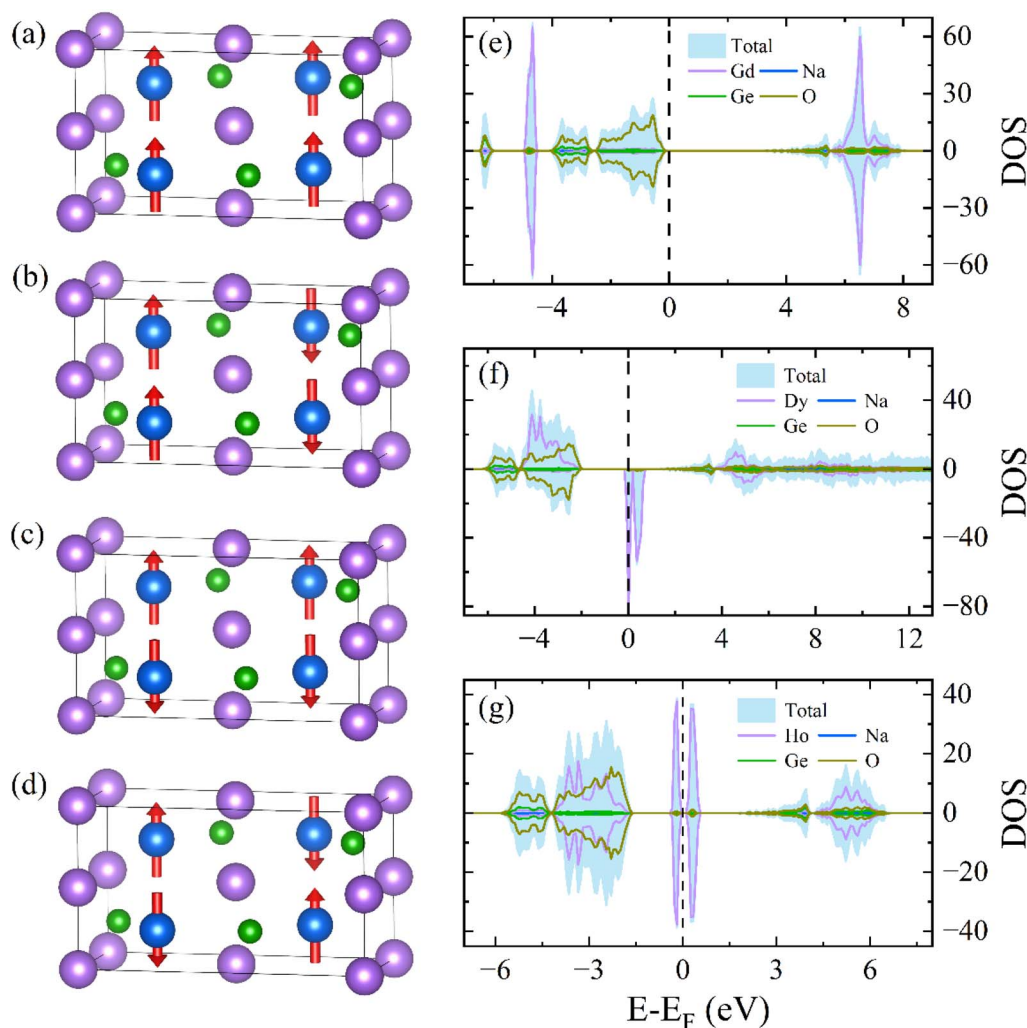 (a)
(b)
(c)
(d)
(e)
Total
Gd Na
Ge O
60
30
0
−30
−60
DOS
−4 0 4 8
(f)
Total
Dy Na
Ge O
40
0
−40
−80
DOS
−4 0 4 8 12
(g)
Total
Ho Na
Ge O
40
20
0
−20
−40
DOS
−6 −3 0 3 6
E-E_F (eV)